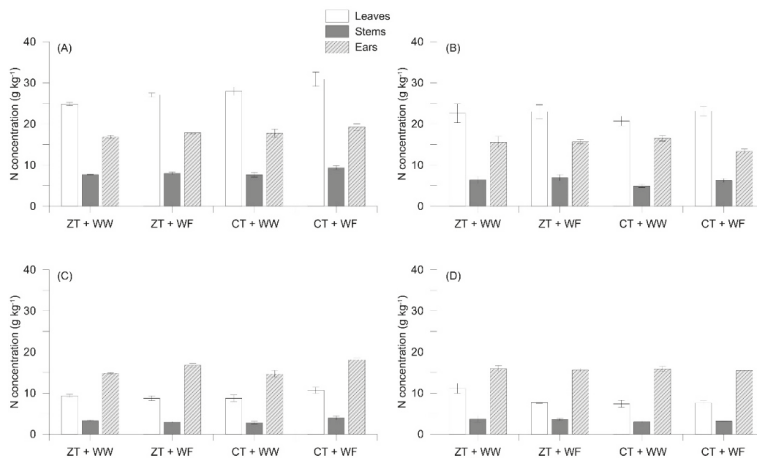 Leaves
Stems
Ears
(A)
N concentration (g kg⁻¹)
40
30
20
10
0
ZT + WW
ZT + WF
CT + WW
CT + WF
(B)
N concentration (g kg⁻¹)
40
30
20
10
0
ZT + WW
ZT + WF
CT + WW
CT + WF
(C)
N concentration (g kg⁻¹)
40
30
20
10
0
ZT + WW
ZT + WF
CT + WW
CT + WF
(D)
N concentration (g kg⁻¹)
40
30
20
10
0
ZT + WW
ZT + WF
CT + WW
CT + WF